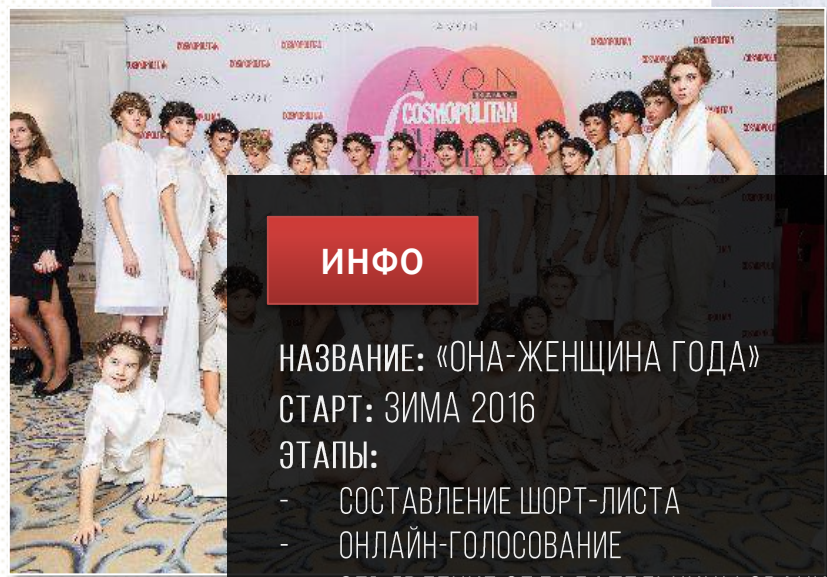 AVON
COSMOPOLITAN
ИНФО
НАЗВАНИЕ: «ОНА-ЖЕНЩИНА ГОДА»
СТАРТ: ЗИМА 2016
ЭТАПЫ:
- СОСТАВЛЕНИЕ ШОРТ-ЛИСТА
- ОНЛАЙН-ГОЛОСОВАНИЕ